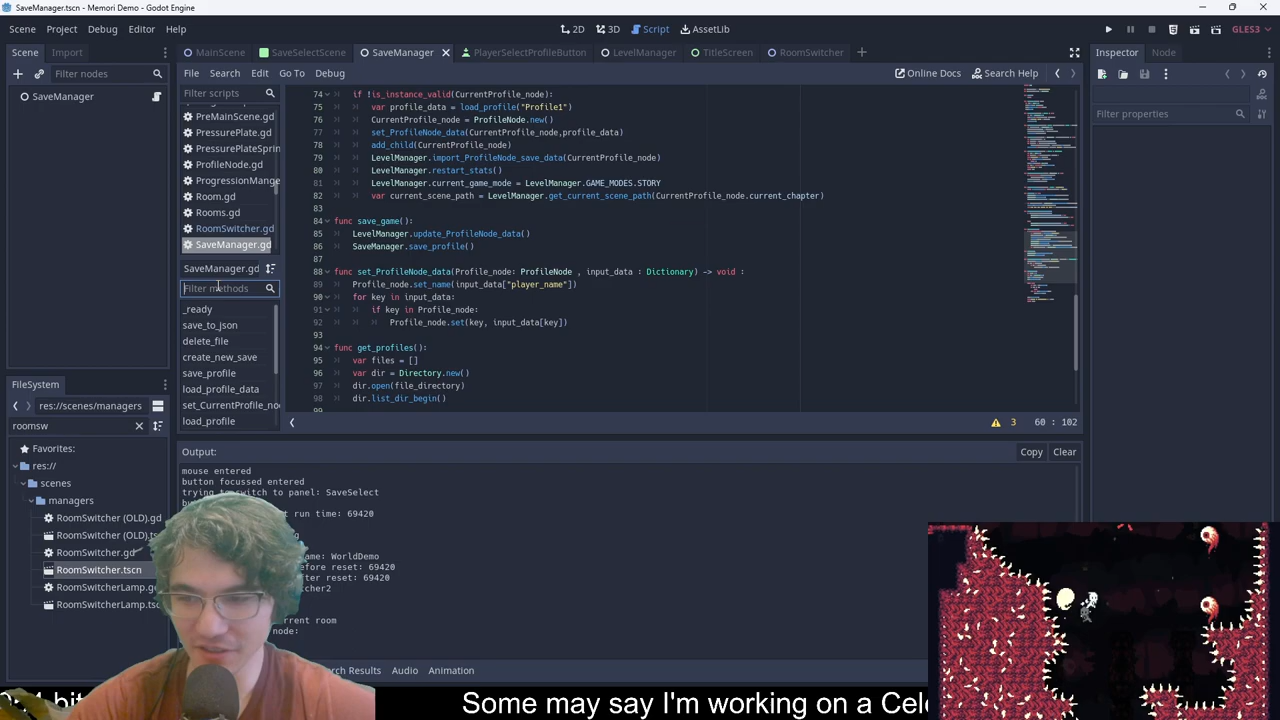 SaveManager.tscn - Memori Demo - Godot Engine
Scene Project Debug Editor Help
2D 3D Script AssetLib
GLES3
Scene Import
MainScene SaveSelectScene SaveManager PlayerSelectProfileButton LevelManager TitleScreen RoomSwitcher
Inspector Node
Filter nodes
File Search Edit Go To Debug
Online Docs Search Help
SaveManager
Filter scripts
Filter properties
PreMainScene.gd
PressurePlate.gd
PressurePlateSprin
ProfileNode.gd
ProgressionMange
Room.gd
Rooms.gd
RoomSwitcher.gd
SaveManager.gd
SaveManager.gd
Filter methods
_ready
save_to_json
delete_file
create_new_save
save_profile
load_profile_data
set_CurrentProfile_no
load_profile
74 if !is_instance_valid(CurrentProfile_node):
75 var profile_data = load_profile("Profile1")
76 CurrentProfile_node = ProfileNode.new()
77 set_ProfileNode_data(CurrentProfile_node,profile_data)
78 add_child(CurrentProfile_node)
79 LevelManager.import_ProfileNode_save_data(CurrentProfile_node)
80 LevelManager.restart_stats()
81 LevelManager.current_game_mode = LevelManager.GAME_MODES.STORY
82 var current_scene_path = LevelManager.get_current_scene_path(CurrentProfile_node.current_chapter)
83
84 func save_game():
85 LevelManager.update_ProfileNode_data()
86 SaveManager.save_profile()
87
88 func set_ProfileNode_data(Profile_node: ProfileNode , input_data : Dictionary) -> void :
89 Profile_node.set_name(input_data["player_name"])
90 for key in input_data:
91 if key in Profile_node:
92 Profile_node.set(key, input_data[key])
93
94 func get_profiles():
95 var files = []
96 var dir = Directory.new()
97 dir.open(file_directory)
98 dir.list_dir_begin()
99
3 60 : 102
FileSystem
res://scenes/managers
roomsw
Favorites:
res://
scenes
managers
RoomSwitcher (OLD).gd
RoomSwitcher (OLD).ts
RoomSwitcher.gd
RoomSwitcher.tscn
RoomSwitcherLamp.g
RoomSwitcherLamp.tsc
Output:
Copy Clear
mouse entered
button focussed entered
trying to switch to panel: SaveSelect
t run time: 69420
ame: WorldDemo
efore reset: 69420
fter reset: 69420
tcher2
rrent room
node:
rch Results Audio Animation
Some may say I'm working on a Cele